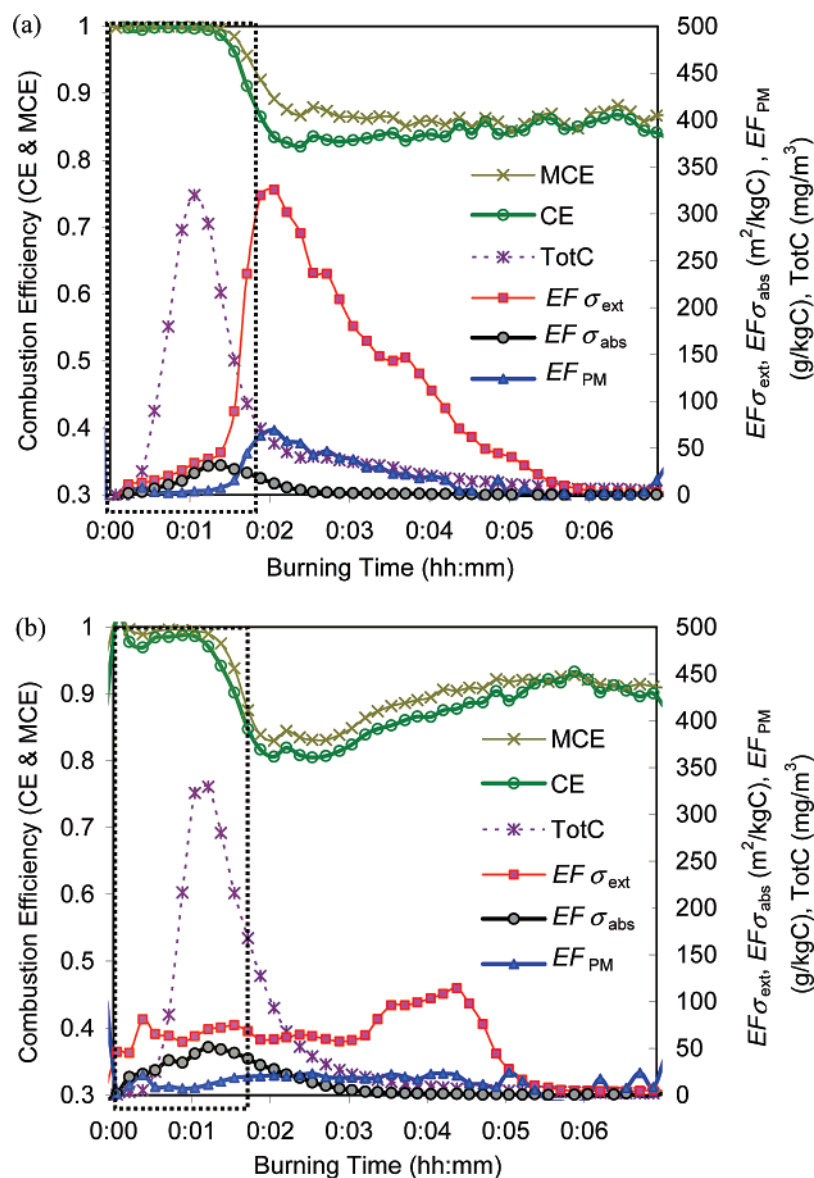 (a)
Combustion Efficiency (CE & MCE)
1
0.9
0.8
0.7
0.6
0.5
0.4
0.3
MCE
CE
TotC
EF σext
EF σabs
EF PM
500
450
400
350
300
250
200
150
100
50
0
EFσext, EFσabs (m²/kgC), EFPM
(g/kgC), TotC (mg/m³)
0:00 0:01 0:02 0:03 0:04 0:05 0:06
Burning Time (hh:mm)
(b)
Combustion Efficiency (CE & MCE)
1
0.9
0.8
0.7
0.6
0.5
0.4
0.3
MCE
CE
TotC
EF σext
EF σabs
EF PM
500
450
400
350
300
250
200
150
100
50
0
EFσext, EFσabs (m²/kgC), EFPM
(g/kgC), TotC (mg/m³)
0:00 0:01 0:02 0:03 0:04 0:05 0:06
Burning Time (hh:mm)